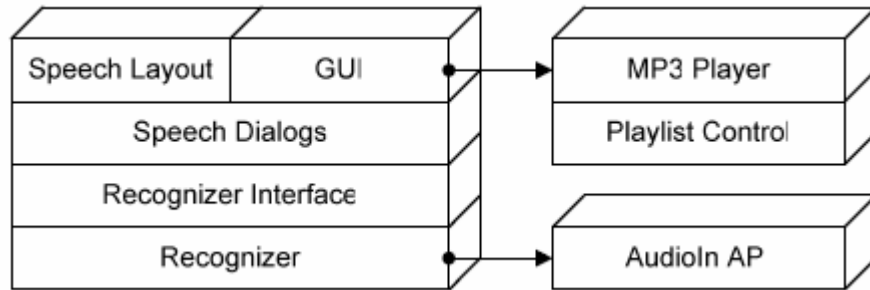 Speech Layout
GUI
MP3 Player
Speech Dialogs
Playlist Control
Recognizer Interface
Recognizer
AudioIn AP